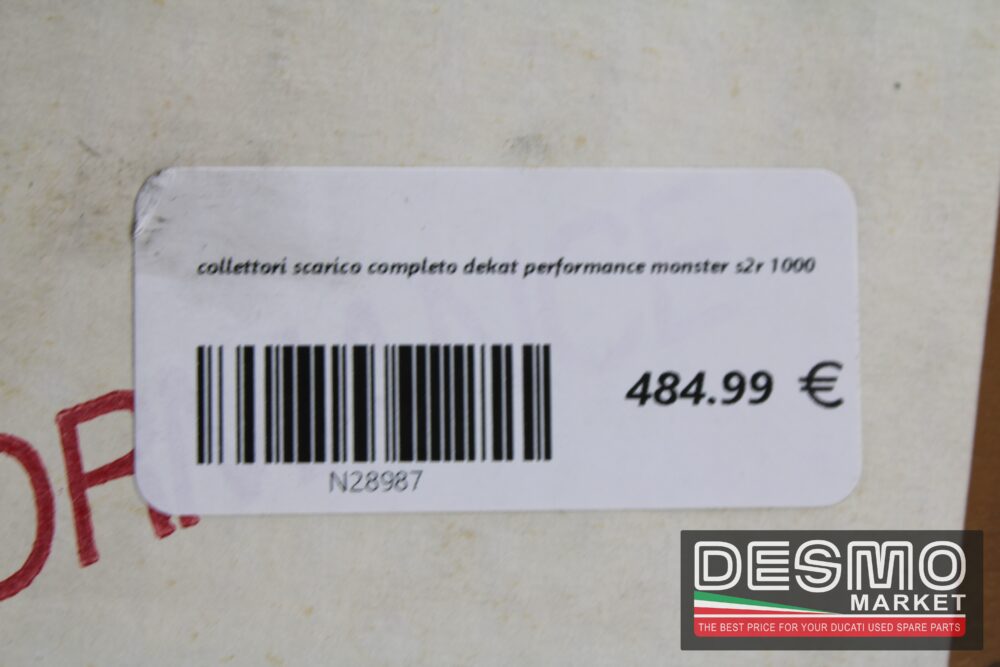 collettori scarico completo dekat performance monster s2r 1000
484.99 €
N28987
DESMO
MARKET
THE BEST PRICE FOR YOUR DUCATI USED SPARE PARTS